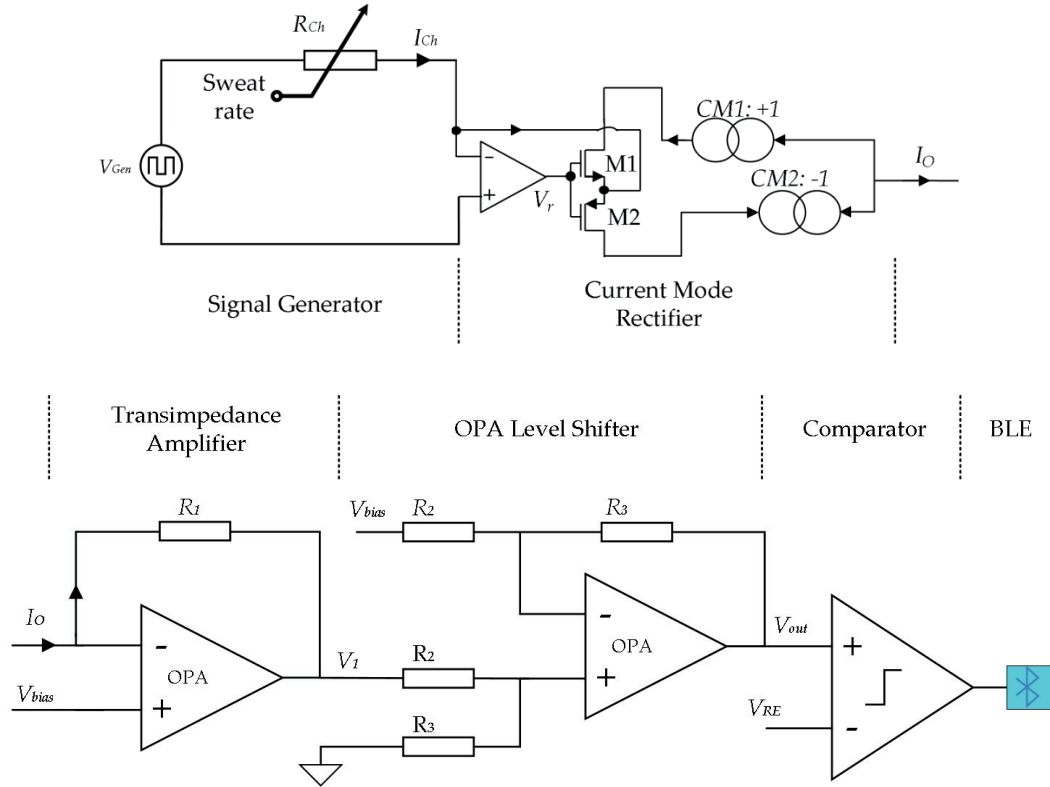 R_Ch
I_Ch
Sweat
rate
V_Gen
-
+
V_r
M1
M2
CM1: +1
CM2: -1
I_O
Signal Generator
Current Mode
Rectifier
Transimpedance
Amplifier
OPA Level Shifter
Comparator
BLE
R_1
V_bias
R_2
R_3
I_O
-
OPA
+
V_bias
V_1
R_2
R_3
-
OPA
+
V_out
V_RE
+
-